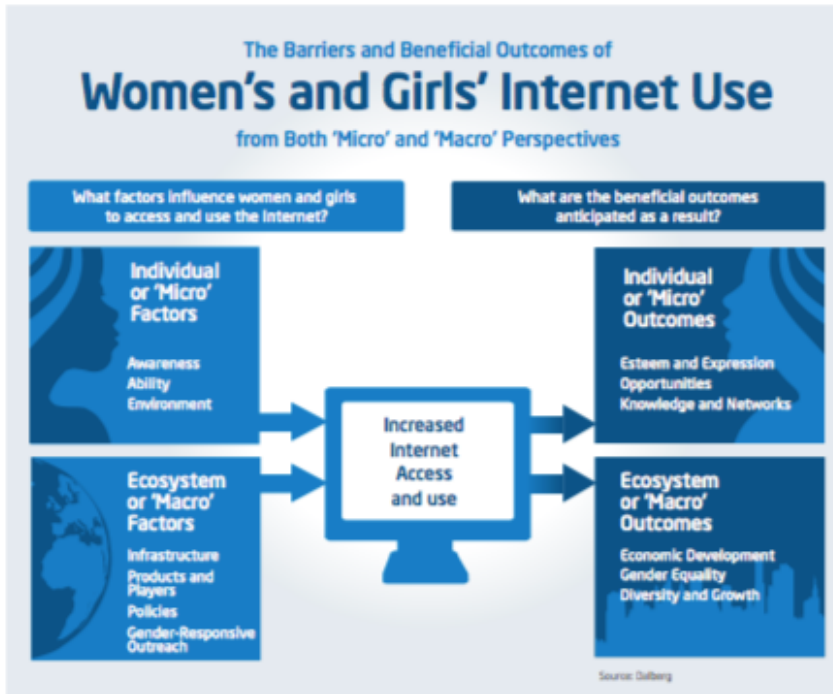 The Barriers and Beneficial Outcomes of
Women's and Girls' Internet Use
from Both 'Micro' and 'Macro' Perspectives
What factors influence women and girls
to access and use the Internet?
What are the beneficial outcomes
anticipated as a result?
Individual
or 'Micro'
Factors
Awareness
Ability
Environment
Ecosystem
or 'Macro'
Factors
Infrastructure
Products and
Players
Policies
Gender-Responsive
Outreach
Increased
Internet
Access
and use
Individual
or 'Micro'
Outcomes
Esteem and Expression
Opportunities
Knowledge and Networks
Ecosystem
or 'Macro'
Outcomes
Economic Development
Gender Equality
Diversity and Growth
Source: Dalberg